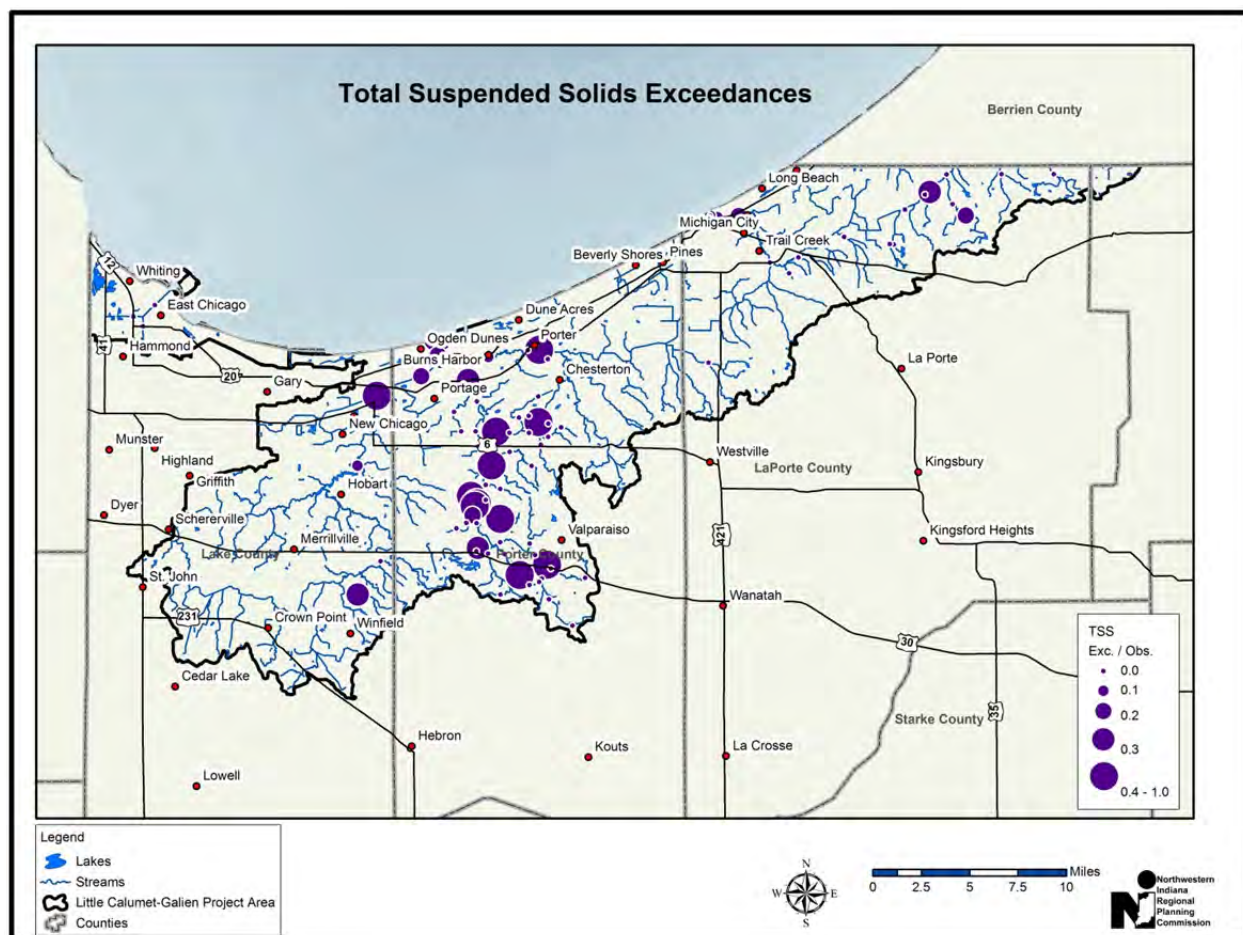 Total Suspended Solids Exceedances
Berrien County
Long Beach
Michigan City
Trail Creek
Beverly Shores
Pines
12
Whiting
East Chicago
Dune Acres
41
Hammond
Ogden Dunes
Porter
Burns Harbor
20
Gary
Chesterton
La Porte
Portage
New Chicago
6
Munster
Highland
Griffith
Westville
LaPorte County
Kingsbury
Hobart
Dyer
Schererville
Valparaiso
421
Kingsford Heights
Merrillville
Lake County
Porter County
St. John
Wanatah
231
Crown Point
Winfield
30
Cedar Lake
35
Starke County
Hebron
Kouts
La Crosse
Lowell
TSS
Exc. / Obs.
0.0
0.1
0.2
0.3
0.4 - 1.0
Legend
Lakes
Streams
Little Calumet-Galien Project Area
Counties
N
W
E
S
Miles
0 2.5 5 7.5 10
Northwestern
Indiana
Regional
Planning
Commission